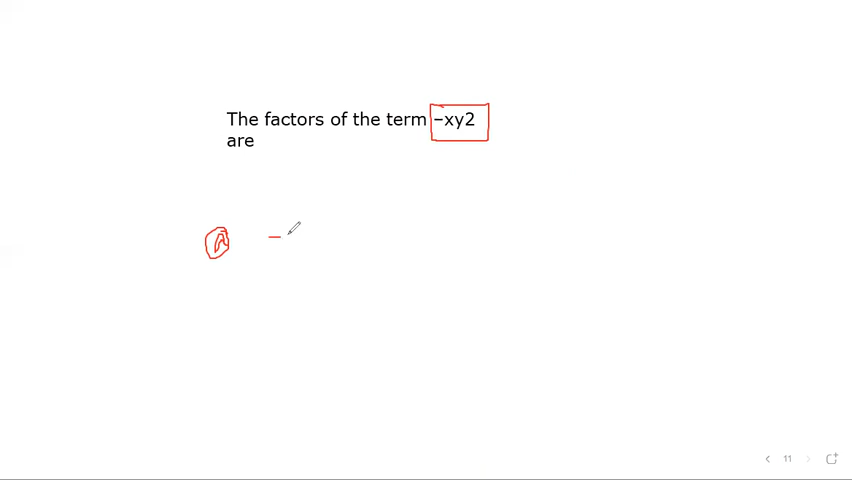 The factors of the term –xy2
are
A –
11